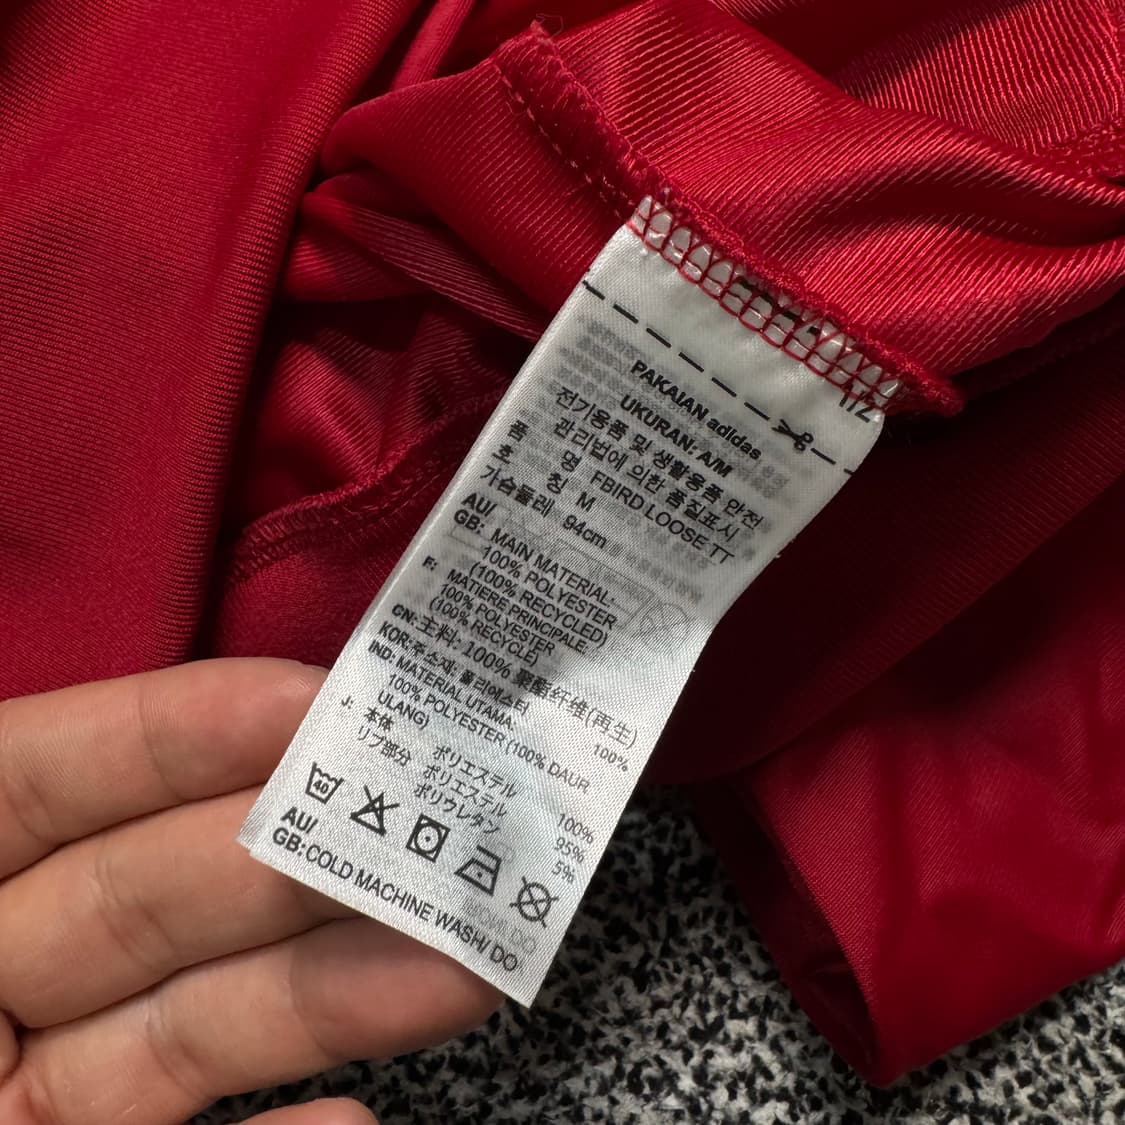 1/2
PAKAIAN adidas
UKURAN: A/M
전기용품 및 생활용품 안전
관리법에 의한 품질표시
품 명 FBIRD LOOSE TT
호 칭 M
가슴둘레 94cm
AU/
GB: MAIN MATERIAL:
100% POLYESTER
(100% RECYCLED)
F: MATIERE PRINCIPALE:
100% POLYESTER
(100% RECYCLE)
CN: 主料: 100% 聚酯纤维(再生)
KOR: 주소재: 폴리에스터 100%
IND: MATERIAL UTAMA:
100% POLYESTER (100% DAUR
ULANG)
J: 本体 ポリエステル 100%
リブ部分 ポリエステル 95%
ポリウレタン 5%
40
AU/
GB: COLD MACHINE WASH/ DO